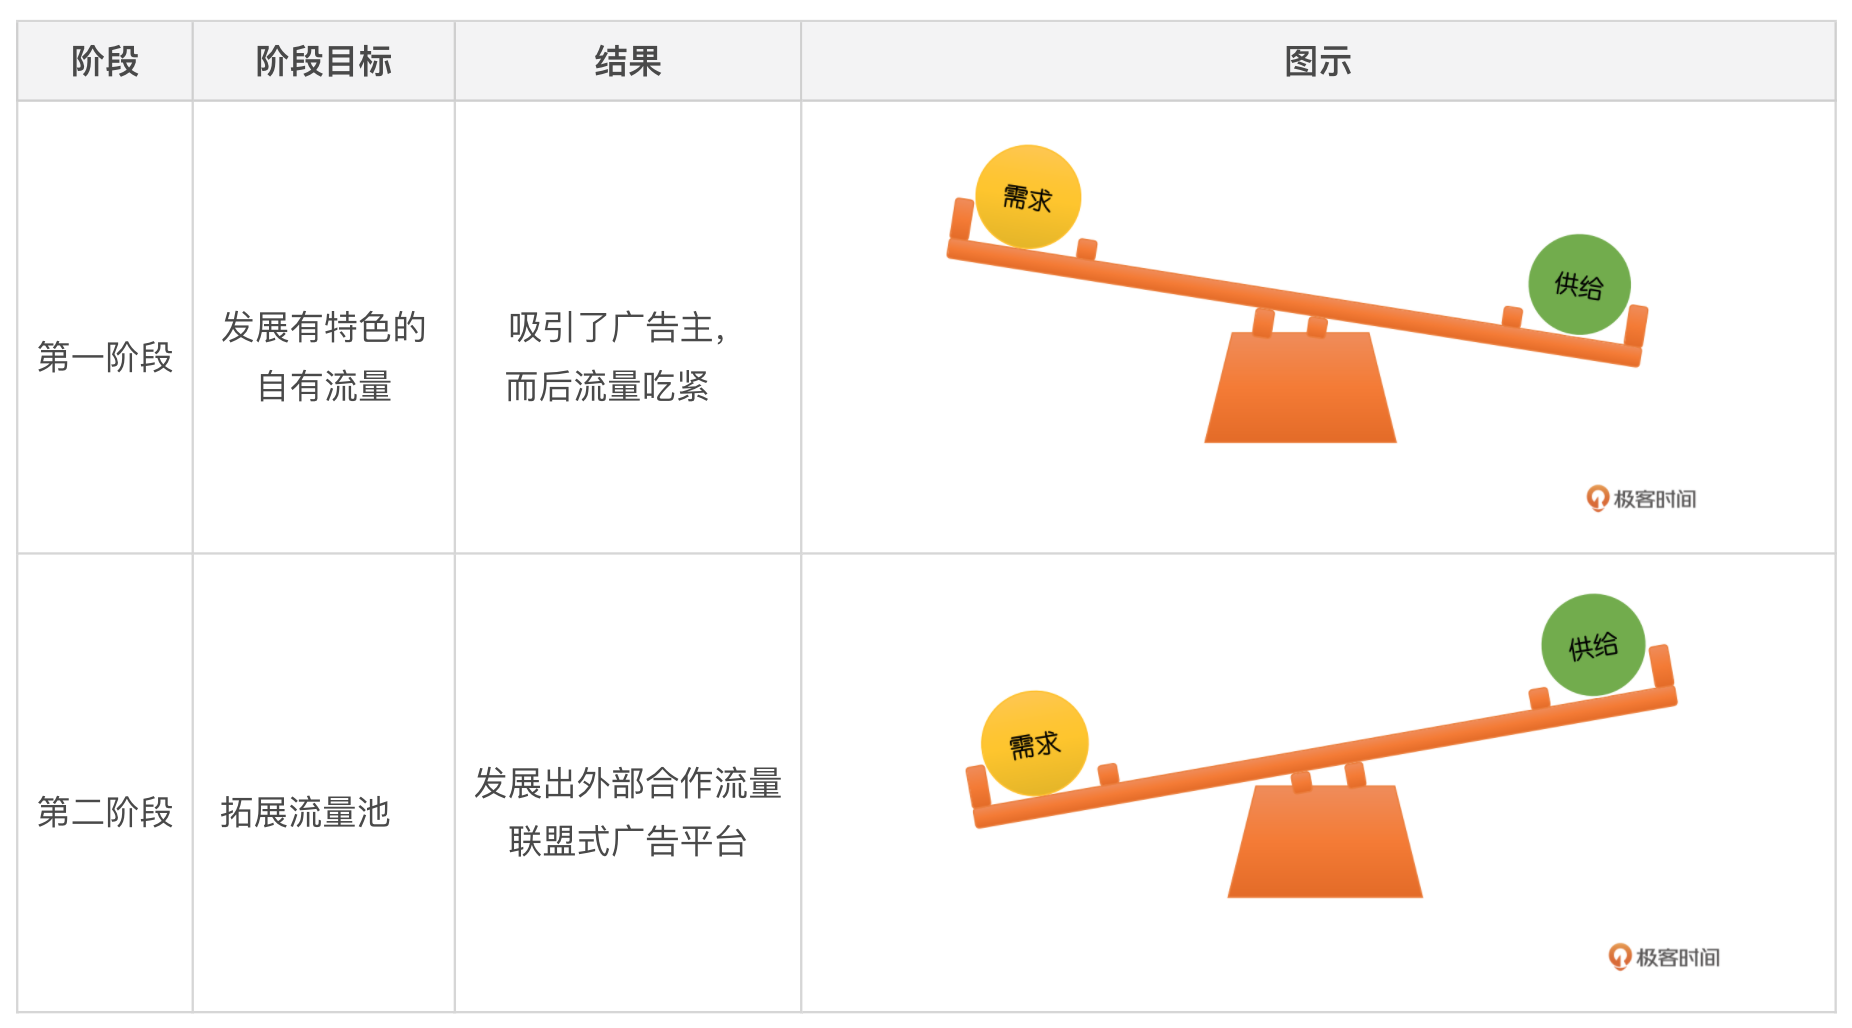 阶段
阶段目标
结果
图示
第一阶段
发展有特色的
自有流量
吸引了广告主，
而后流量吃紧
需求
供给
极客时间
第二阶段
拓展流量池
发展出外部合作流量
联盟式广告平台
需求
供给
极客时间